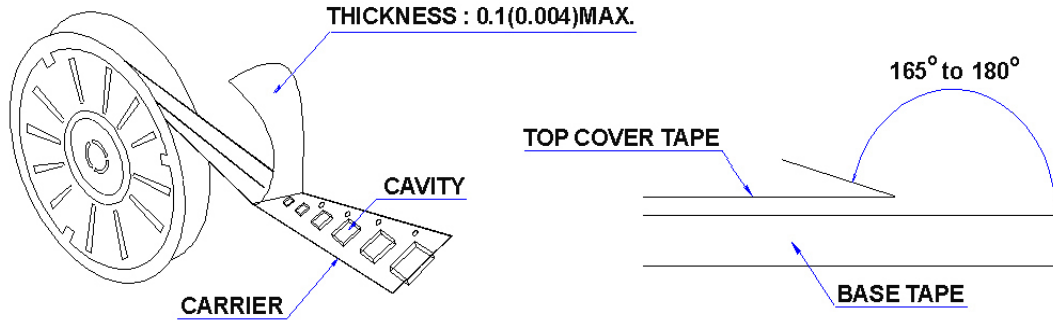 THICKNESS : 0.1(0.004)MAX.
CAVITY
CARRIER
165° to 180°
TOP COVER TAPE
BASE TAPE